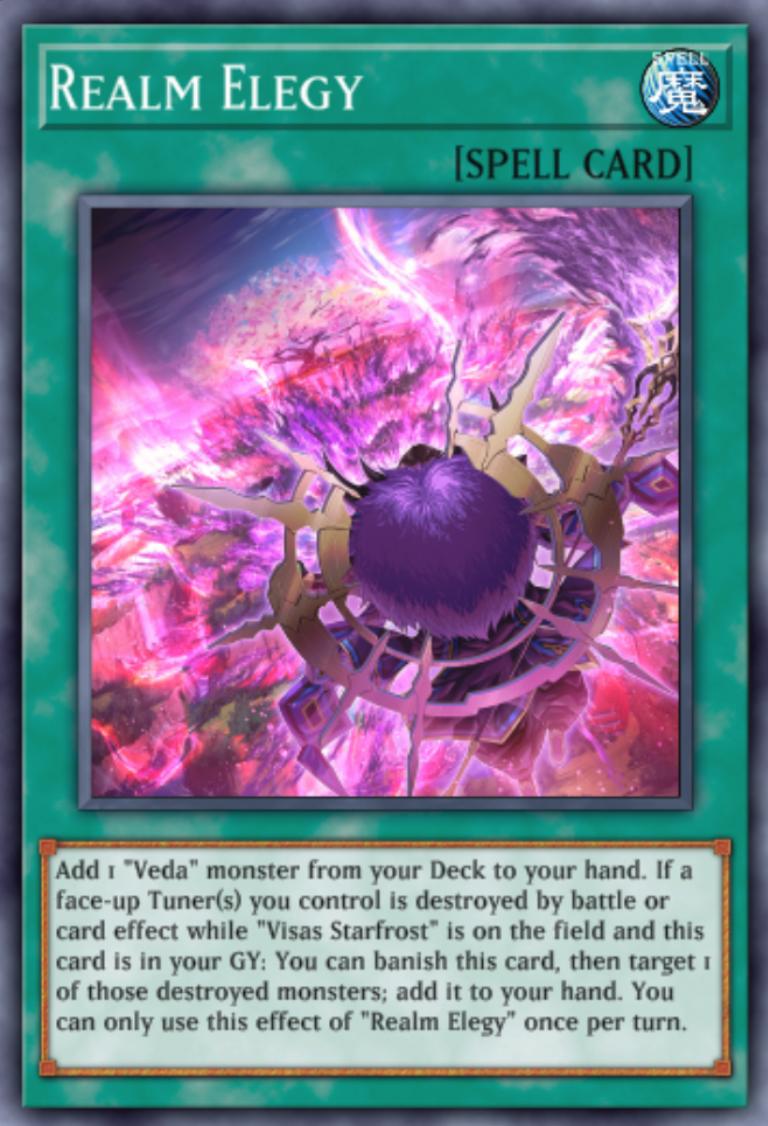 REALM ELEGY
SPELL
魔
[SPELL CARD]
Add 1 "Veda" monster from your Deck to your hand. If a
face-up Tuner(s) you control is destroyed by battle or
card effect while "Visas Starfrost" is on the field and this
card is in your GY: You can banish this card, then target 1
of those destroyed monsters; add it to your hand. You
can only use this effect of "Realm Elegy" once per turn.